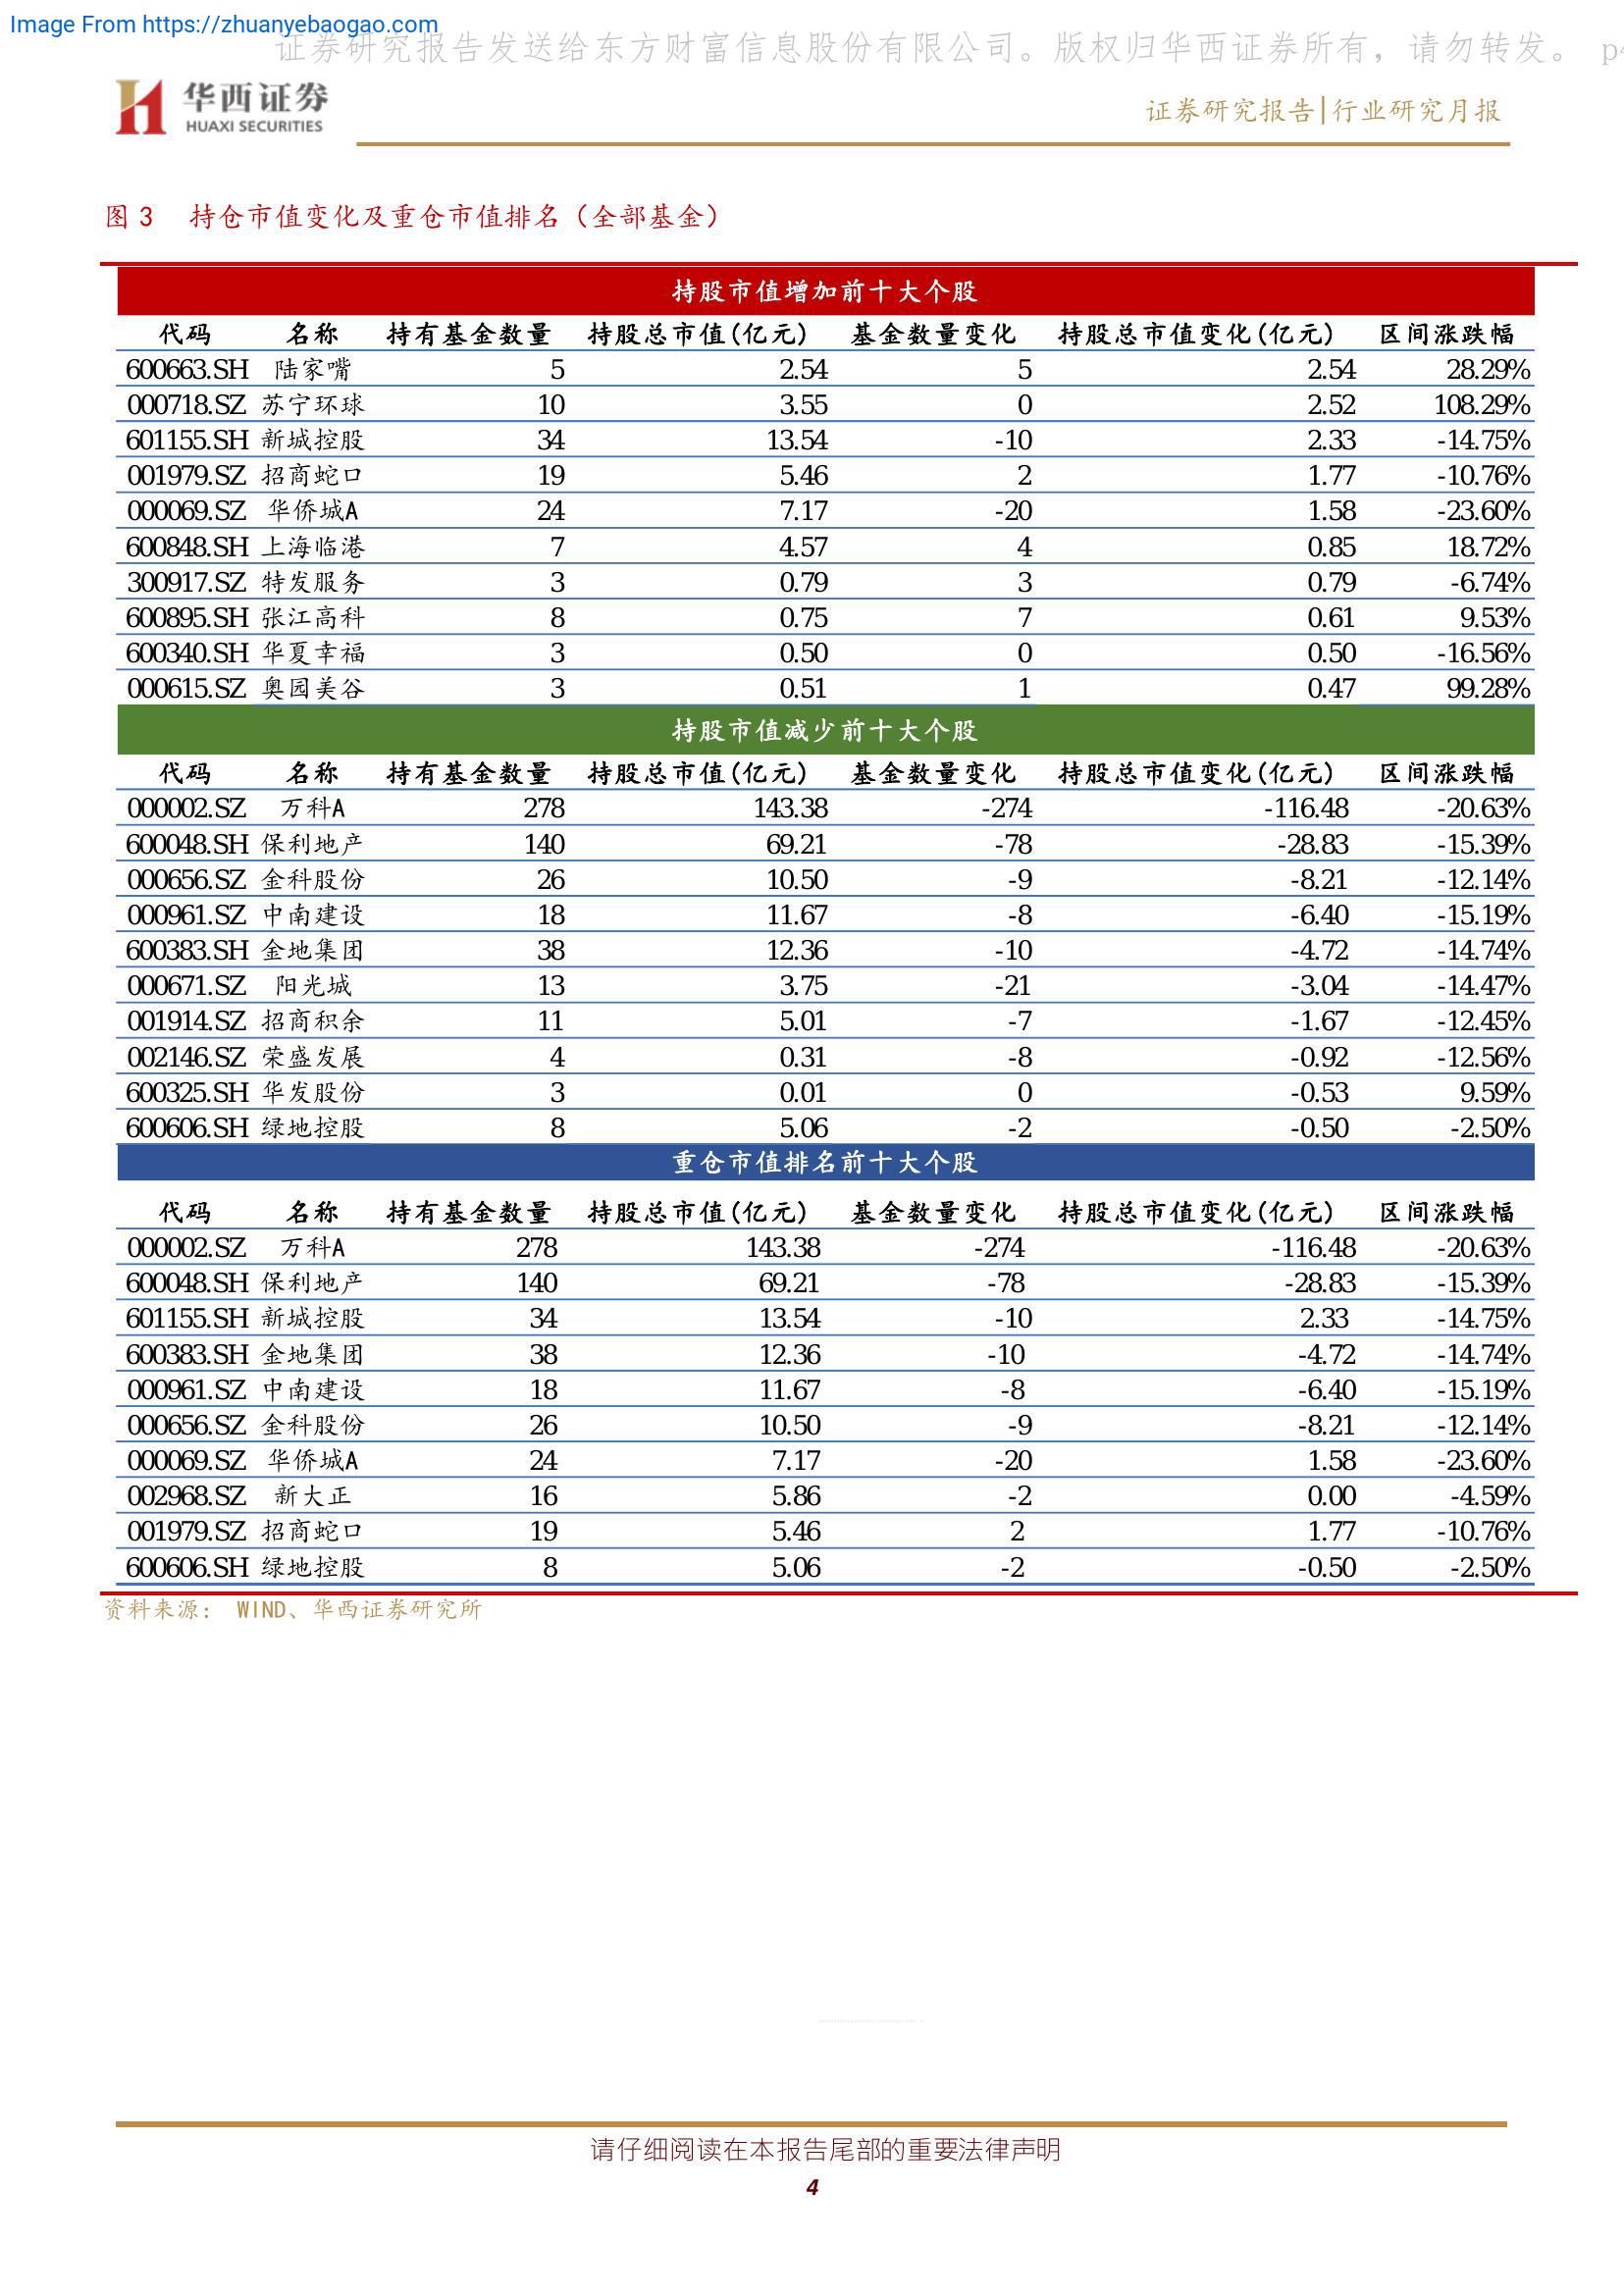 Image From https://zhuanyebaogao.com
证券研究报告发送给东方财富信息股份有限公司。版权归华西证券所有，请勿转发。 p4
华西证券
HUAXI SECURITIES
证券研究报告|行业研究月报
图 3 持仓市值变化及重仓市值排名（全部基金）
持股市值增加前十大个股
代码 名称 持有基金数量 持股总市值(亿元) 基金数量变化 持股总市值变化(亿元) 区间涨跌幅
600663.SH 陆家嘴 5 2.54 5 2.54 28.29%
000718.SZ 苏宁环球 10 3.55 0 2.52 108.29%
601155.SH 新城控股 34 13.54 -10 2.33 -14.75%
001979.SZ 招商蛇口 19 5.46 2 1.77 -10.76%
000069.SZ 华侨城A 24 7.17 -20 1.58 -23.60%
600848.SH 上海临港 7 4.57 4 0.85 18.72%
300917.SZ 特发服务 3 0.79 3 0.79 -6.74%
600895.SH 张江高科 8 0.75 7 0.61 9.53%
600340.SH 华夏幸福 3 0.50 0 0.50 -16.56%
000615.SZ 奥园美谷 3 0.51 1 0.47 99.28%
持股市值减少前十大个股
代码 名称 持有基金数量 持股总市值(亿元) 基金数量变化 持股总市值变化(亿元) 区间涨跌幅
000002.SZ 万科A 278 143.38 -274 -116.48 -20.63%
600048.SH 保利地产 140 69.21 -78 -28.83 -15.39%
000656.SZ 金科股份 26 10.50 -9 -8.21 -12.14%
000961.SZ 中南建设 18 11.67 -8 -6.40 -15.19%
600383.SH 金地集团 38 12.36 -10 -4.72 -14.74%
000671.SZ 阳光城 13 3.75 -21 -3.04 -14.47%
001914.SZ 招商积余 11 5.01 -7 -1.67 -12.45%
002146.SZ 荣盛发展 4 0.31 -8 -0.92 -12.56%
600325.SH 华发股份 3 0.01 0 -0.53 9.59%
600606.SH 绿地控股 8 5.06 -2 -0.50 -2.50%
重仓市值排名前十大个股
代码 名称 持有基金数量 持股总市值(亿元) 基金数量变化 持股总市值变化(亿元) 区间涨跌幅
000002.SZ 万科A 278 143.38 -274 -116.48 -20.63%
600048.SH 保利地产 140 69.21 -78 -28.83 -15.39%
601155.SH 新城控股 34 13.54 -10 2.33 -14.75%
600383.SH 金地集团 38 12.36 -10 -4.72 -14.74%
000961.SZ 中南建设 18 11.67 -8 -6.40 -15.19%
000656.SZ 金科股份 26 10.50 -9 -8.21 -12.14%
000069.SZ 华侨城A 24 7.17 -20 1.58 -23.60%
002968.SZ 新大正 16 5.86 -2 0.00 -4.59%
001979.SZ 招商蛇口 19 5.46 2 1.77 -10.76%
600606.SH 绿地控股 8 5.06 -2 -0.50 -2.50%
资料来源： WIND、华西证券研究所
请仔细阅读在本报告尾部的重要法律声明
4